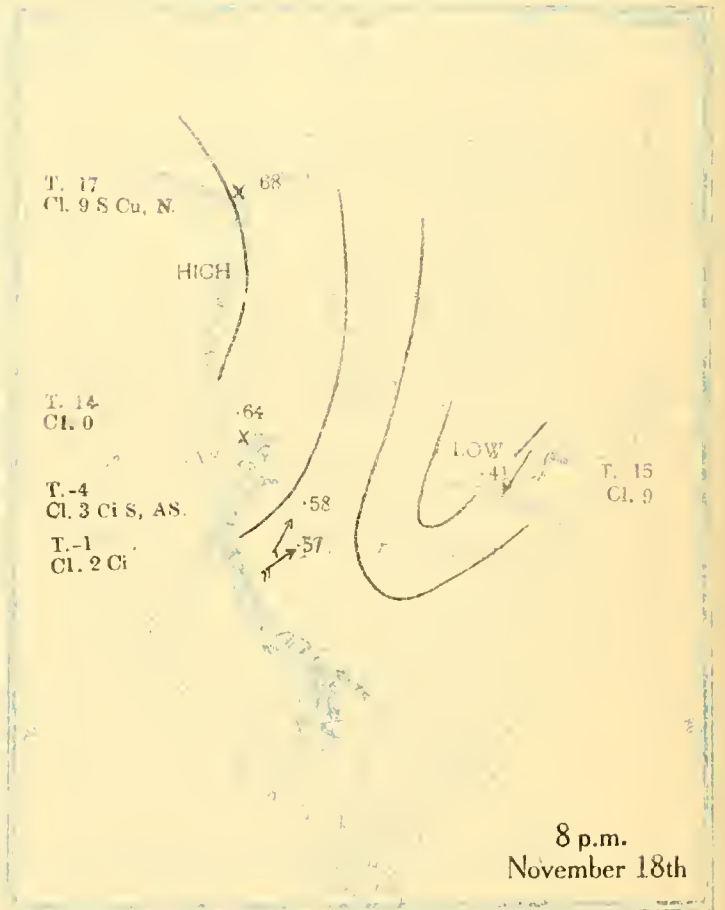 T. 17
Cl. 9 S Cu, N.
68
HIGH
T. 14
Cl. 0
.64
LOW
.41
T. 15
Cl. 9
T.-4
Cl. 3 Ci S, AS.
.58
T.-1
Cl. 2 Ci
.57
8 p.m.
November 18th